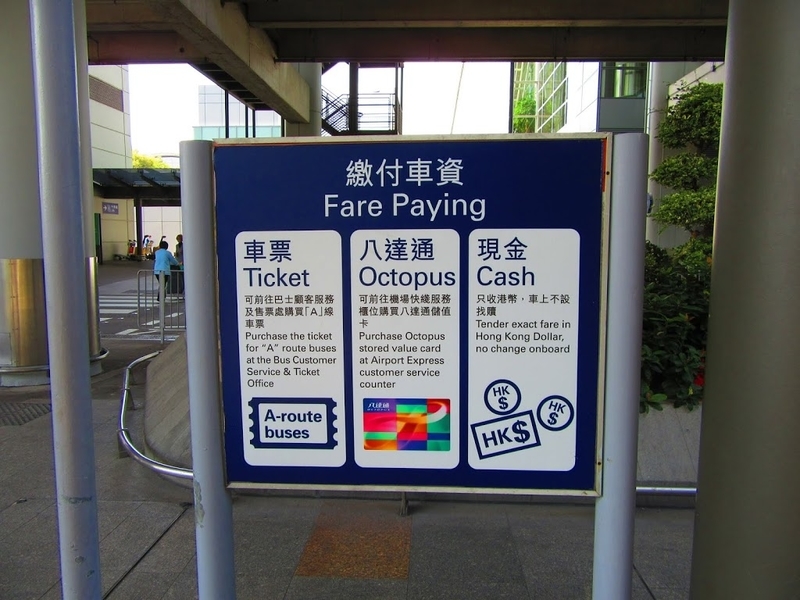 繳付車資
Fare Paying
車票
Ticket
可前往巴士顧客服務
及售票處購買「A」線
車票
Purchase the ticket
for “A” route buses
at the Bus Customer
Service & Ticket
Office
A-route
buses
八達通
Octopus
可前往機場快綫服務
櫃位購買八達通儲值
卡
Purchase Octopus
stored value card
at Airport Express
customer service
counter
八達通
現金
Cash
只收港幣，車上不設
找贖
Tender exact fare in
Hong Kong Dollar,
no change onboard
HK
$
HK
$
HK$